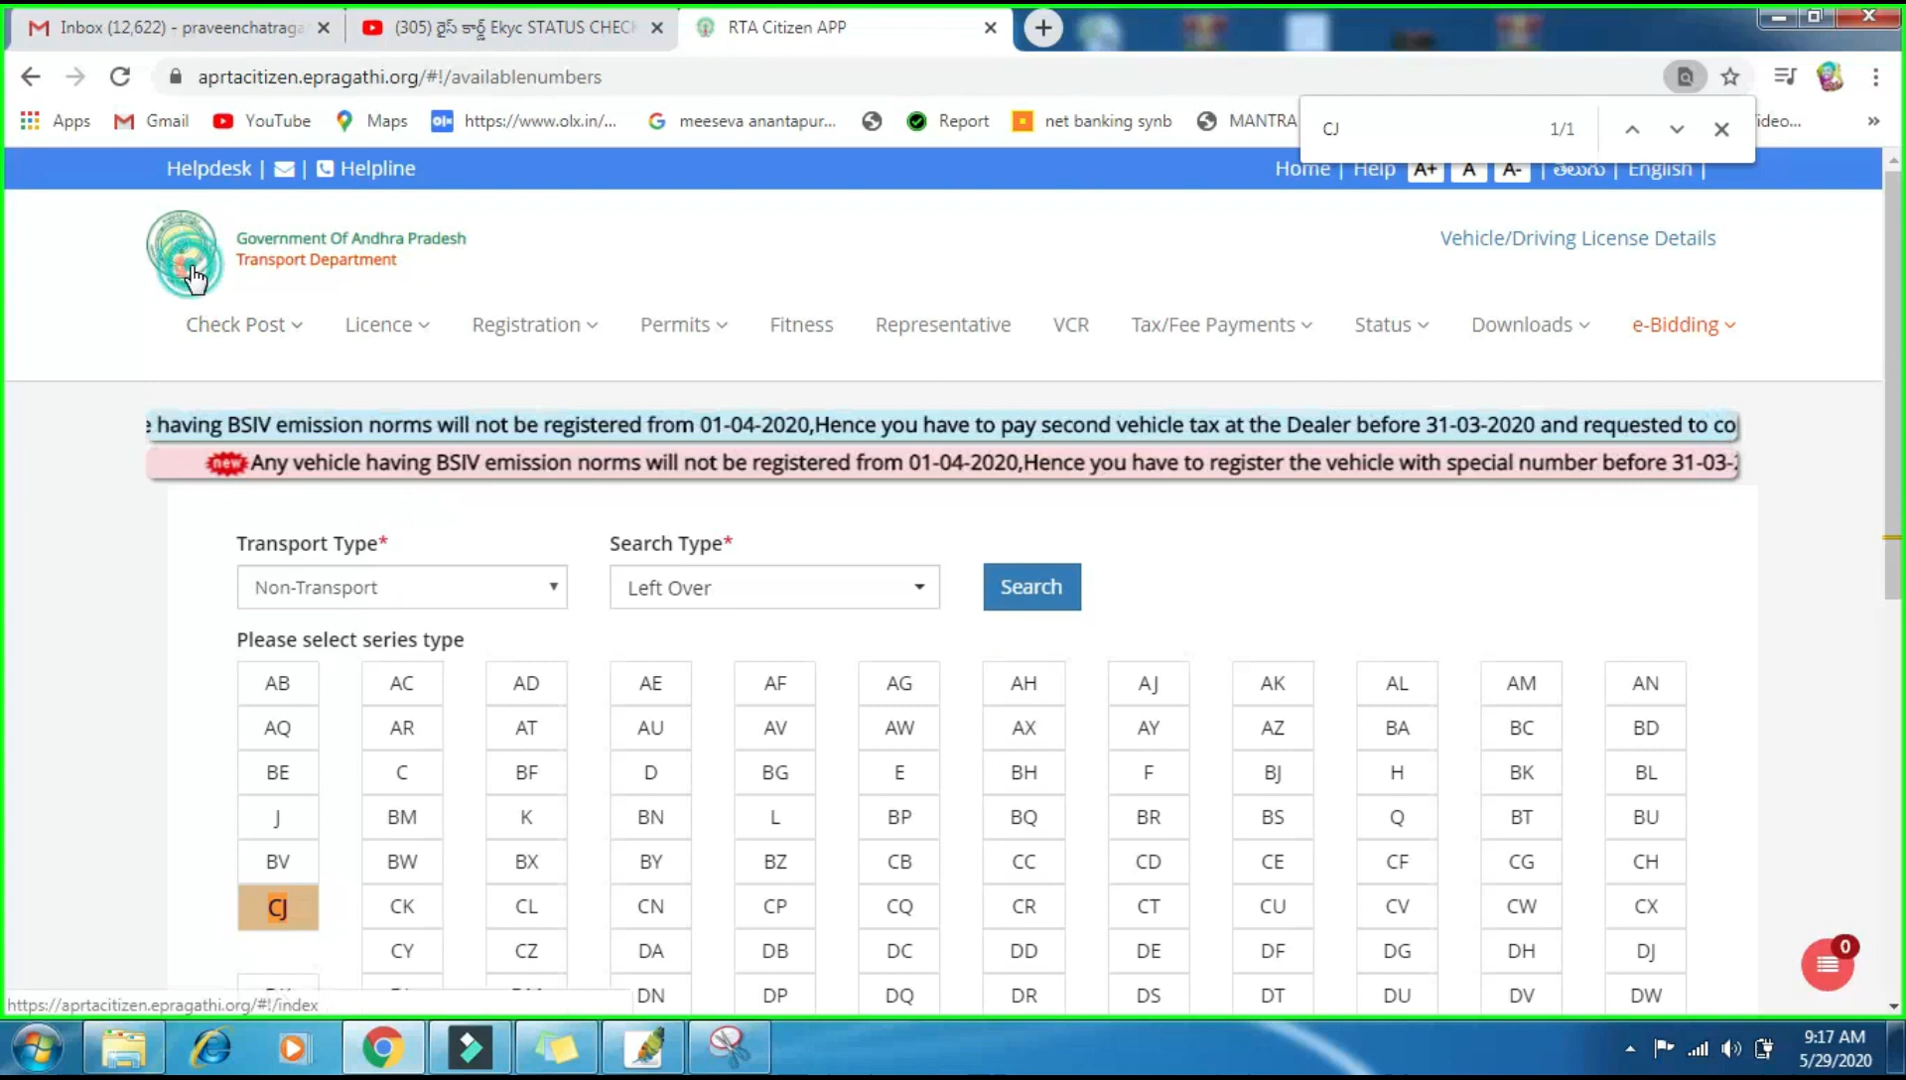 Inbox (12,622) - praveenchatraga
(305) రైస్ కార్డ్ Ekyc STATUS CHECK
RTA Citizen APP
aprtacitizen.epragathi.org/#!/availablenumbers
Apps
Gmail
YouTube
Maps
https://www.olx.in/...
meeseva anantapur...
Report
net banking synb
MANTRA
ideo...
»
CJ
1/1
Helpdesk |
| Helpline
Home | Help A+ A A- | తెలుగు | English |
Government Of Andhra Pradesh
Transport Department
Vehicle/Driving License Details
Check Post
Licence
Registration
Permits
Fitness
Representative
VCR
Tax/Fee Payments
Status
Downloads
e-Bidding
e having BSIV emission norms will not be registered from 01-04-2020,Hence you have to pay second vehicle tax at the Dealer before 31-03-2020 and requested to co
new Any vehicle having BSIV emission norms will not be registered from 01-04-2020,Hence you have to register the vehicle with special number before 31-03-
Transport Type*
Search Type*
Non-Transport
Left Over
Search
Please select series type
AB AC AD AE AF AG AH AJ AK AL AM AN
AQ AR AT AU AV AW AX AY AZ BA BC BD
BE C BF D BG E BH F BJ H BK BL
J BM K BN L BP BQ BR BS Q BT BU
BV BW BX BY BZ CB CC CD CE CF CG CH
CJ CK CL CN CP CQ CR CT CU CV CW CX
CY CZ DA DB DC DD DE DF DG DH DJ
DN DP DQ DR DS DT DU DV DW
0
https://aprtacitizen.epragathi.org/#!/index
9:17 AM
5/29/2020